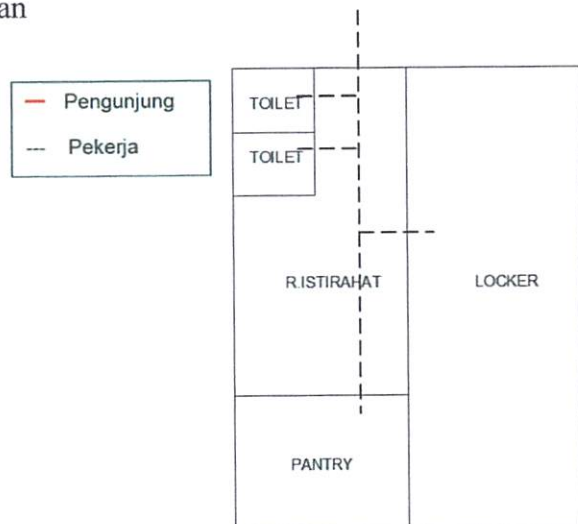 an
Pengunjung
--- Pekerja
TOILET
TOILET
R.ISTIRAHAT
LOCKER
PANTRY